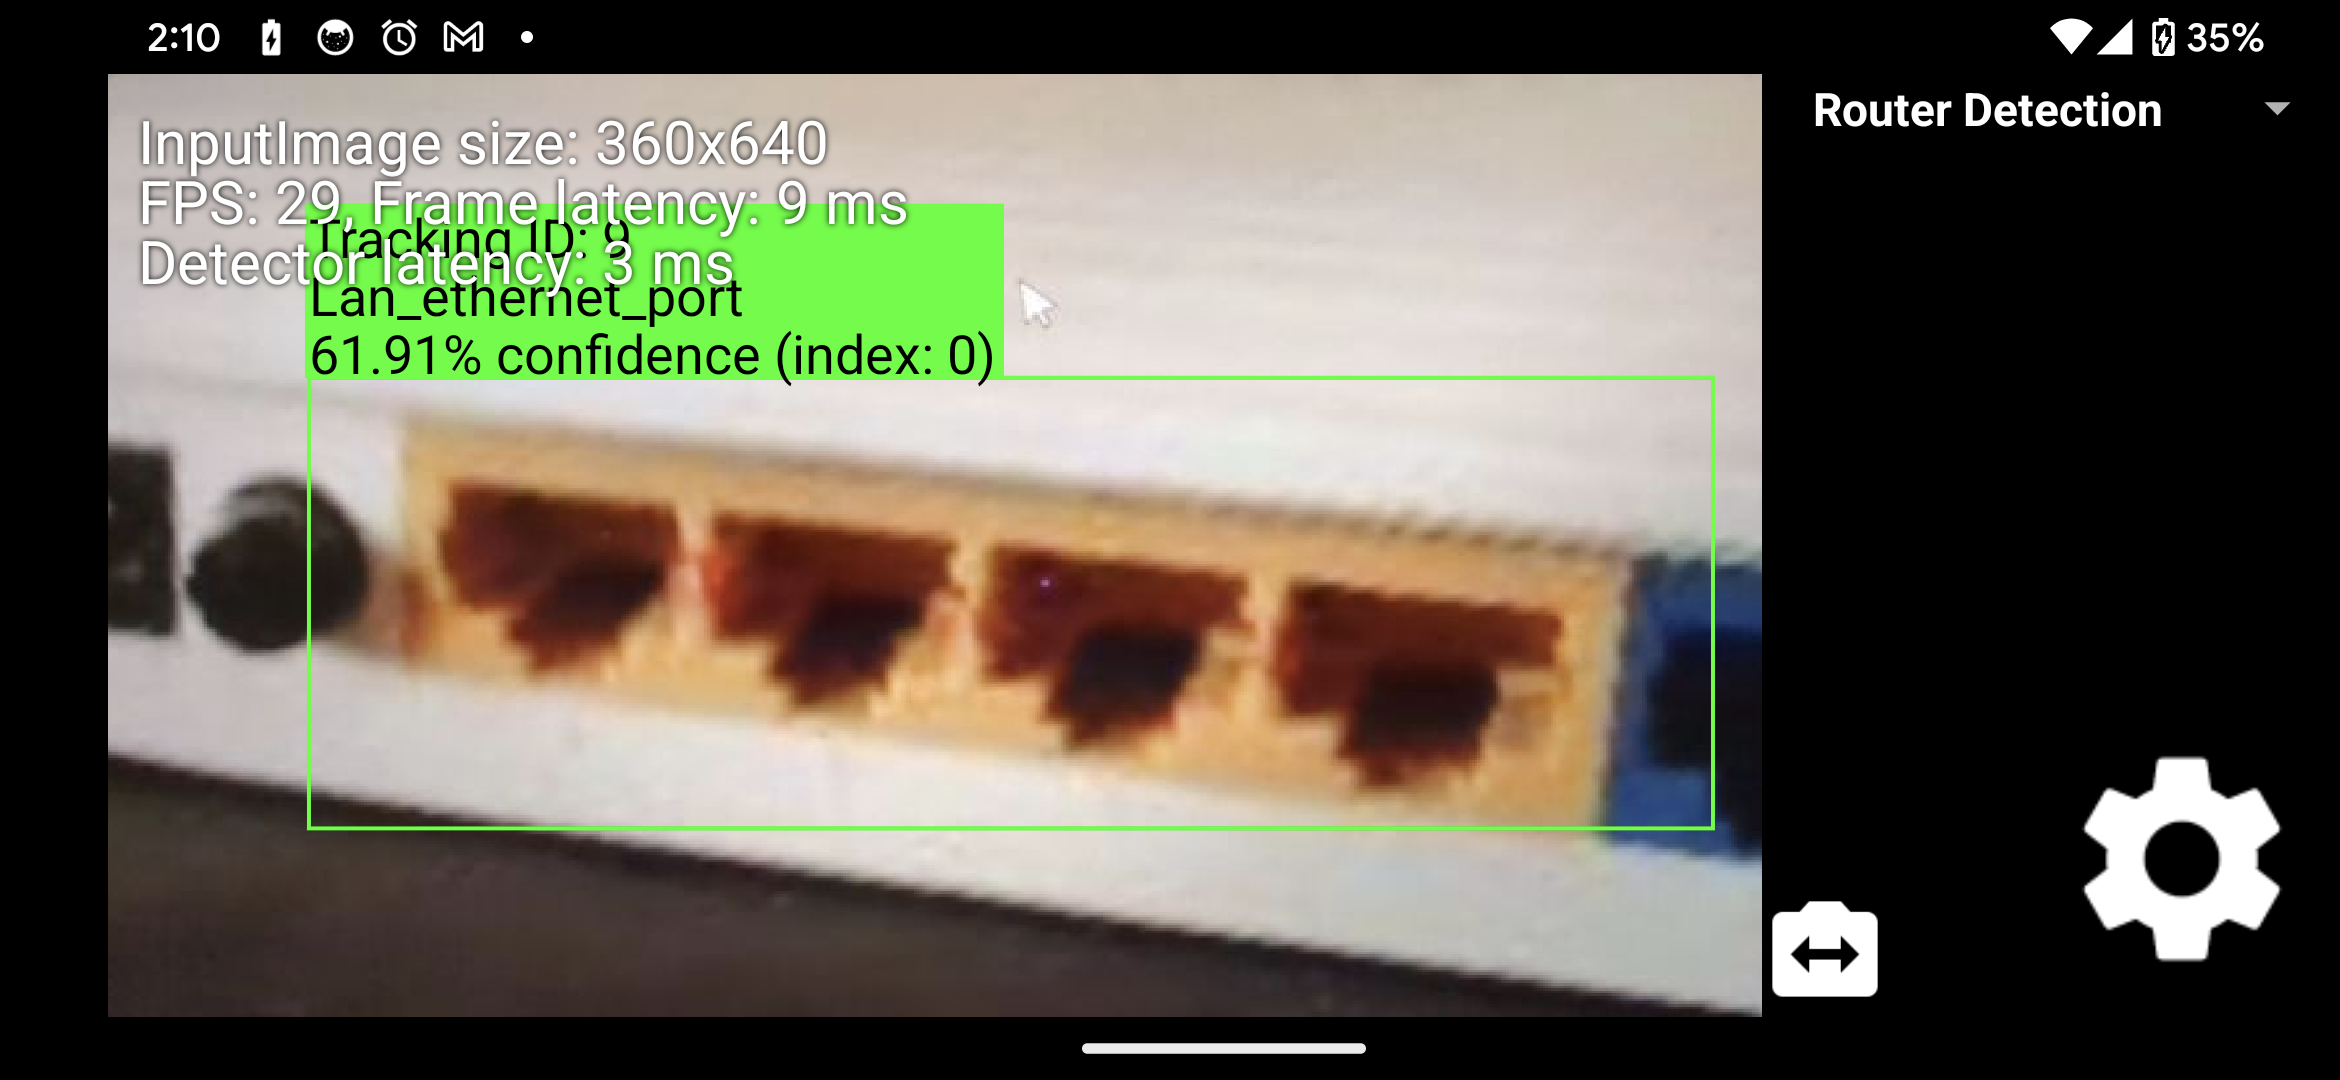 2:10
35%
Router Detection
InputImage size: 360x640
FPS: 29, Frame latency: 9 ms
Detector latency: 3 ms
Tracking ID: 9
Lan_ethernet_port
61.91% confidence (index: 0)